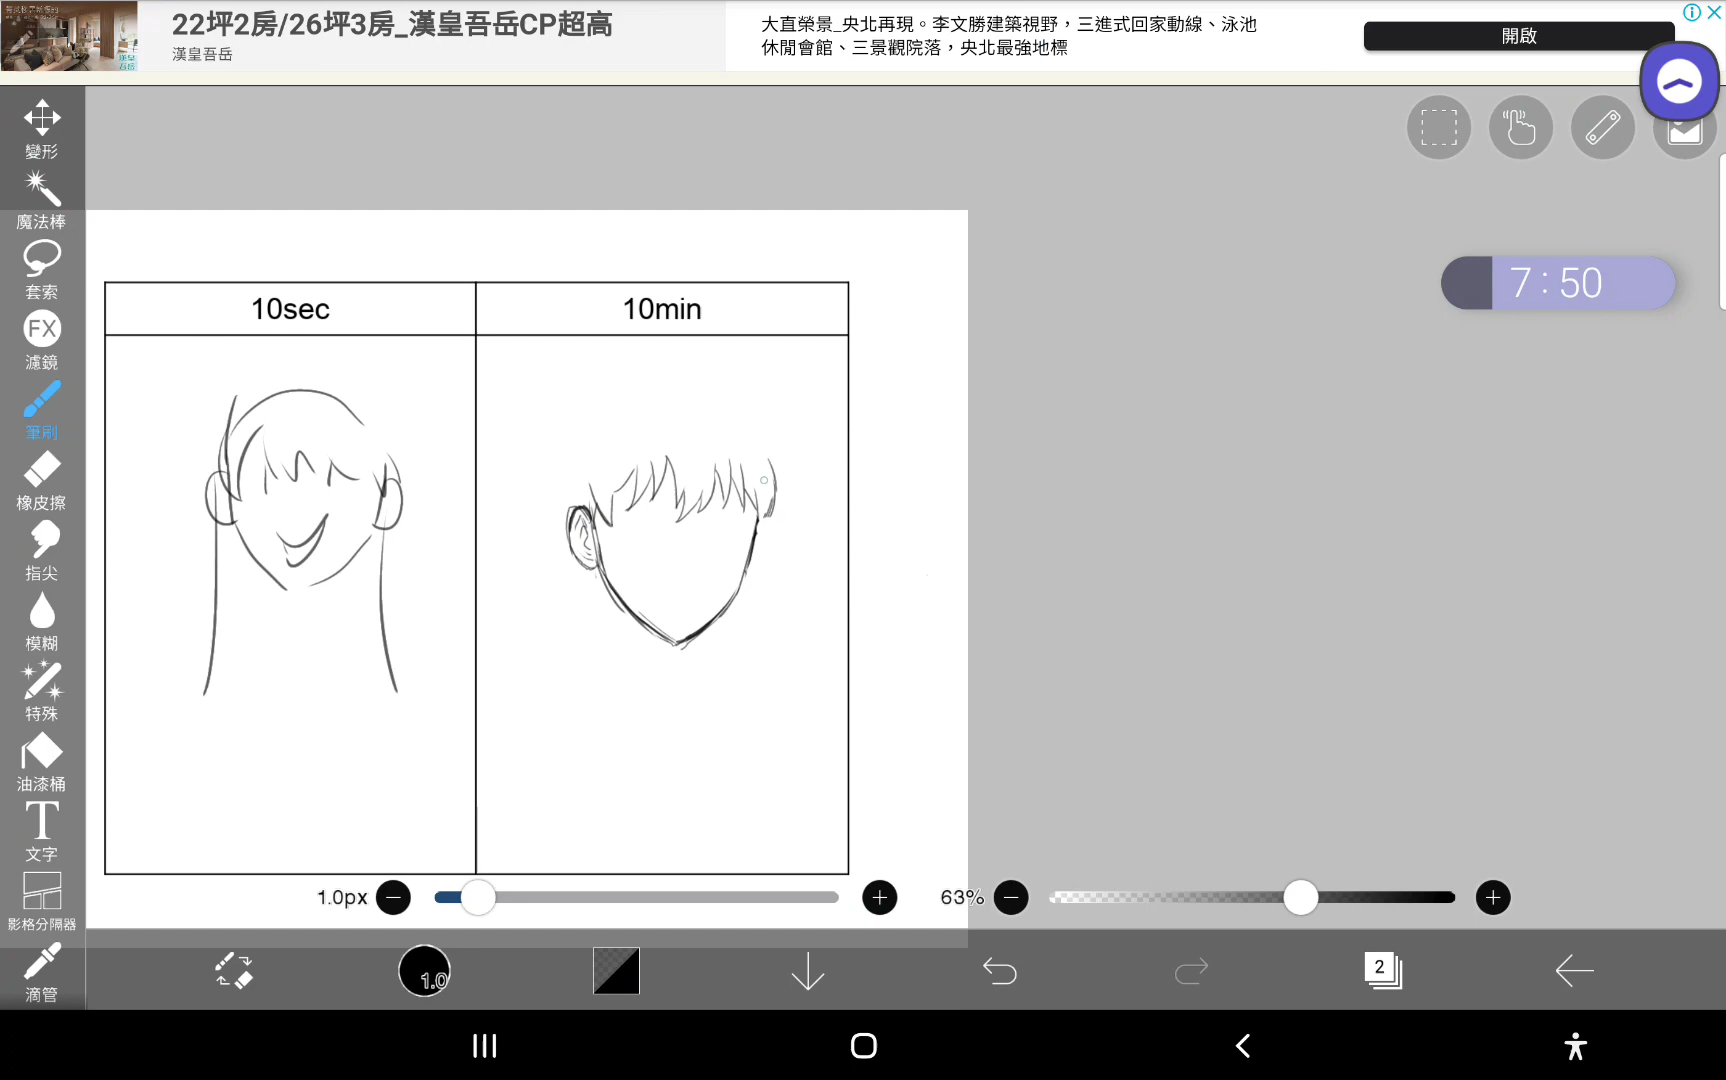 22坪2房/26坪3房_漢皇吾岳CP超高
漢皇吾岳
大直榮景_央北再現。李文勝建築視野，三進式回家動線、泳池
休閒會館、三景觀院落，央北最強地標
開啟
變形
魔法棒
套索
FX
濾鏡
筆刷
橡皮擦
指尖
模糊
特殊
油漆桶
T
文字
影格分隔器
滴管
7:50
10sec
10min
1.0px
63%
1.0
2